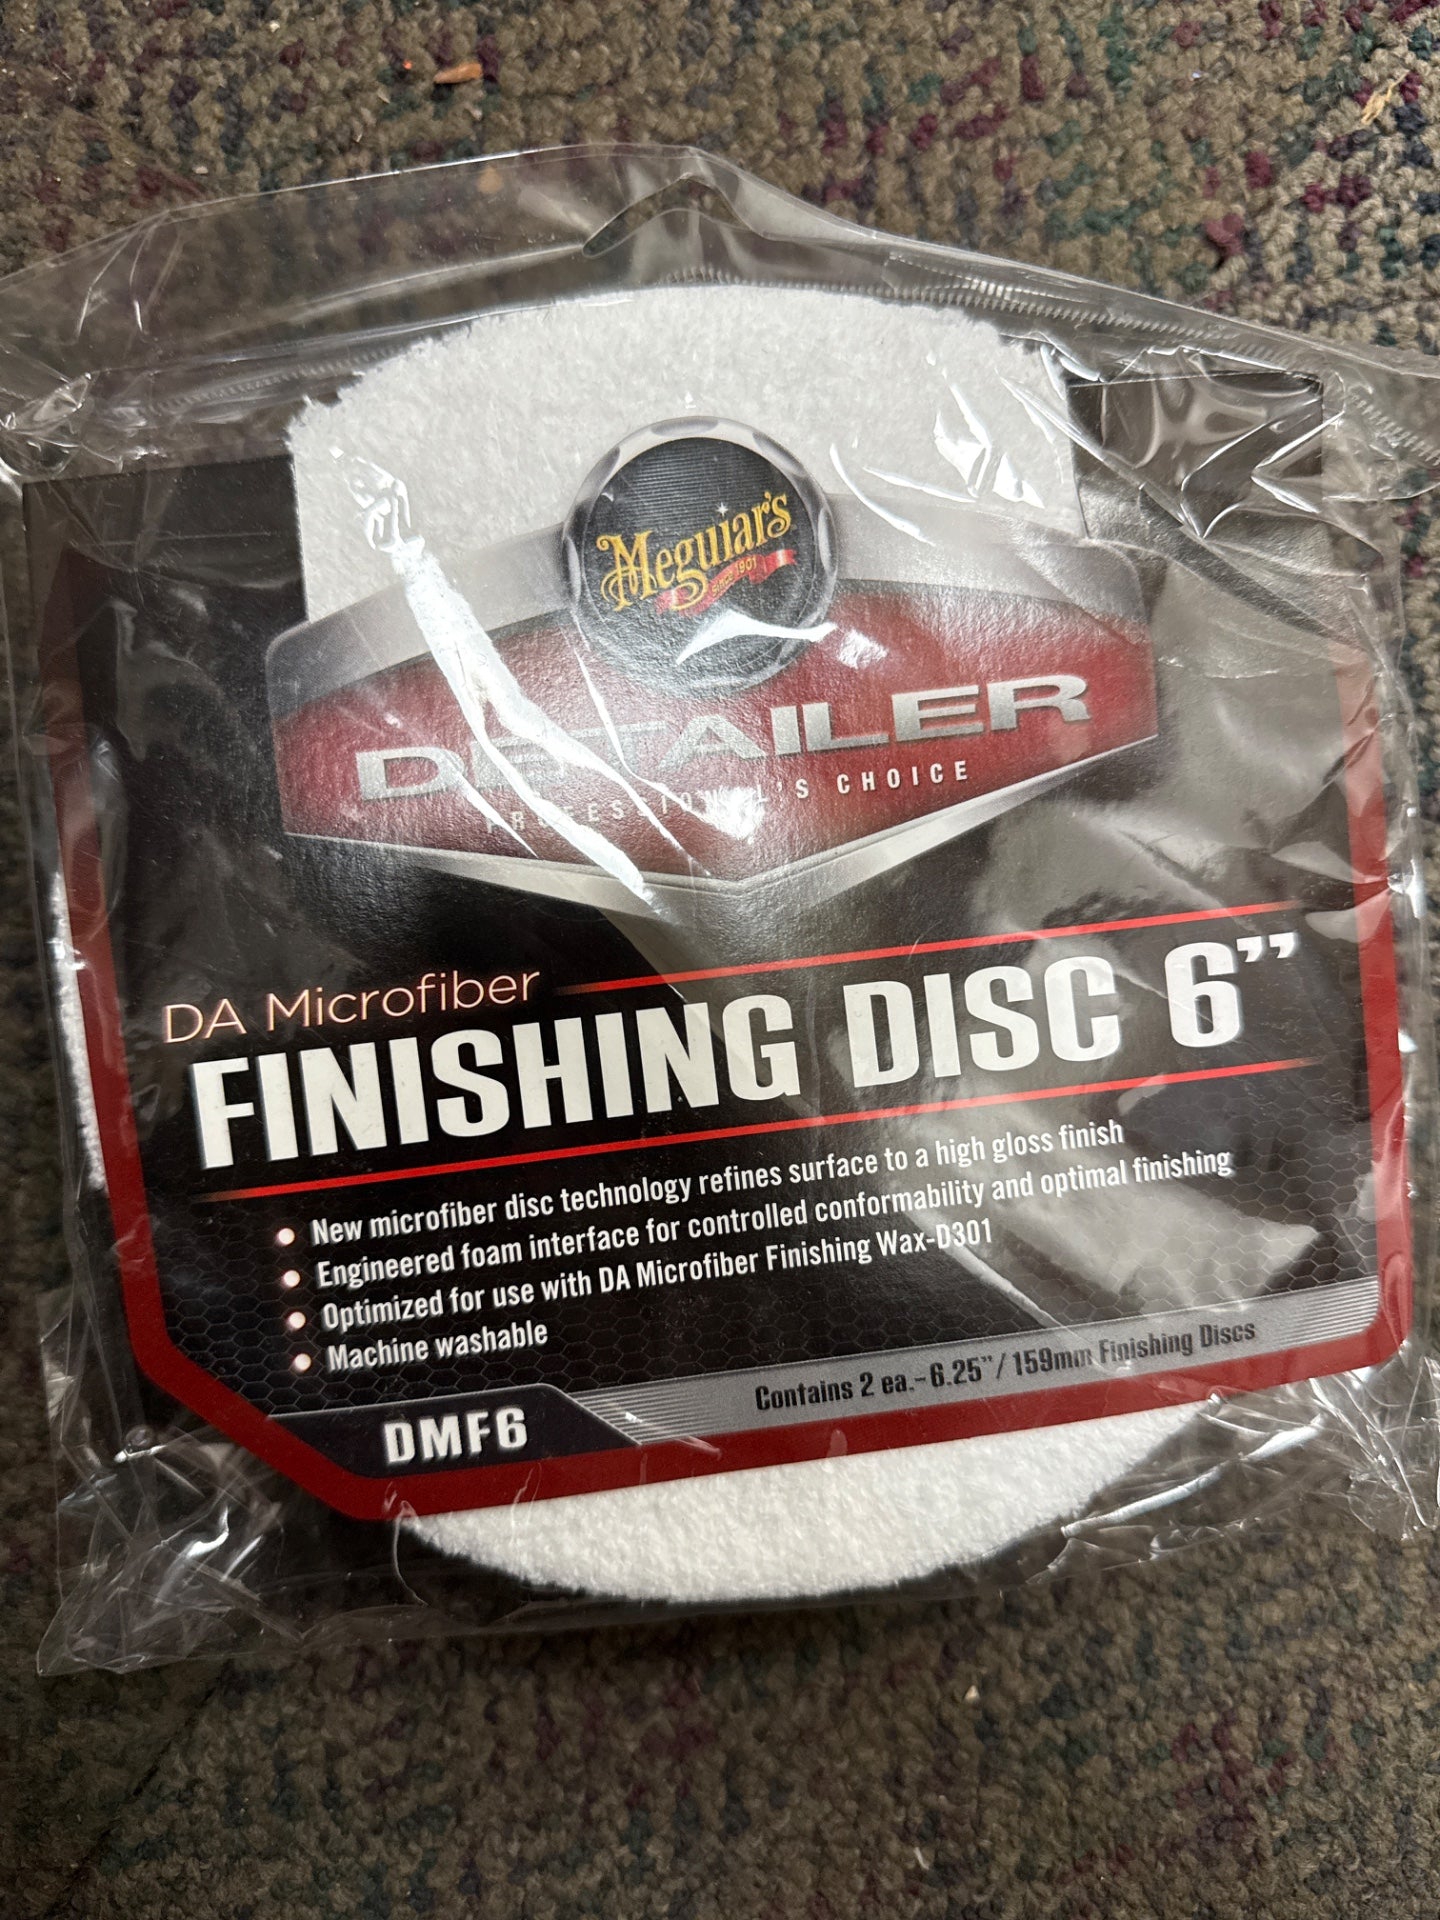 Meguiar's
SINCE 1901
DETAILER
PROFESSIONAL'S CHOICE
DA Microfiber
FINISHING DISC 6”
New microfiber disc technology refines surface to a high gloss finish
Engineered foam interface for controlled conformability and optimal finishing
Optimized for use with DA Microfiber Finishing Wax-D301
Machine washable
Contains 2 ea.-6.25”/159mm Finishing Discs
DMF6